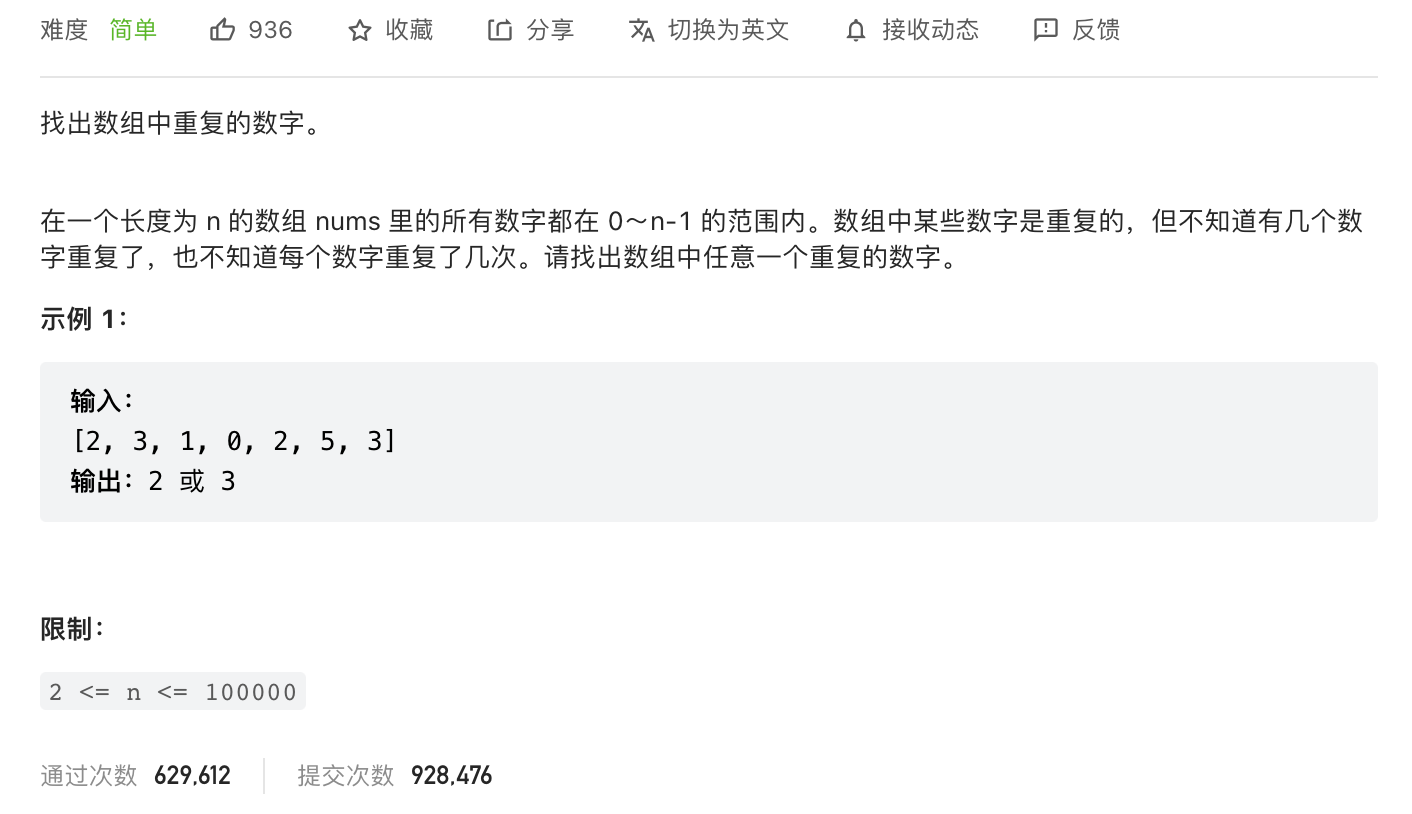 难度 简单 936 收藏 分享 切换为英文 接收动态 反馈
找出数组中重复的数字。
在一个长度为 n 的数组 nums 里的所有数字都在 0～n-1 的范围内。数组中某些数字是重复的，但不知道有几个数
字重复了，也不知道每个数字重复了几次。请找出数组中任意一个重复的数字。
示例 1：
输入：
[2, 3, 1, 0, 2, 5, 3]
输出：2 或 3
限制：
2 <= n <= 100000
通过次数 629,612 提交次数 928,476